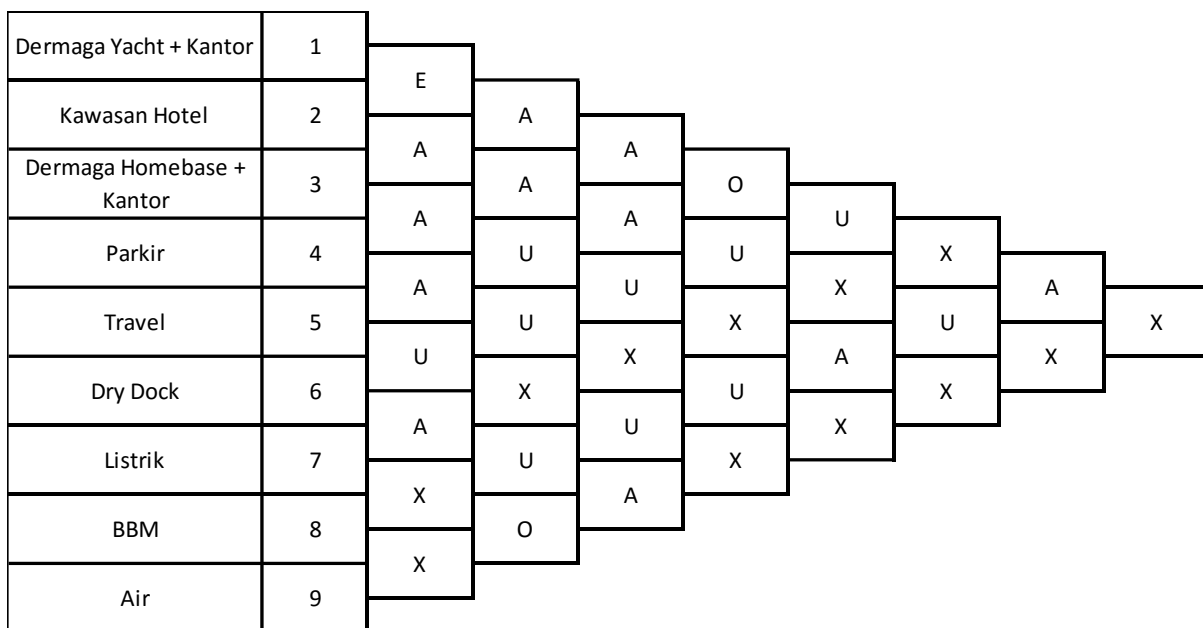 Dermaga Yacht + Kantor 1
E
Kawasan Hotel 2 A
A A
Dermaga Homebase +
Kantor
3 A O
A A U
Parkir 4 U U X
A U X A
Travel 5 U X U X
U X A X
Dry Dock 6 X U X
A U X
Listrik 7 U X
X A
BBM 8 O
X
Air 9